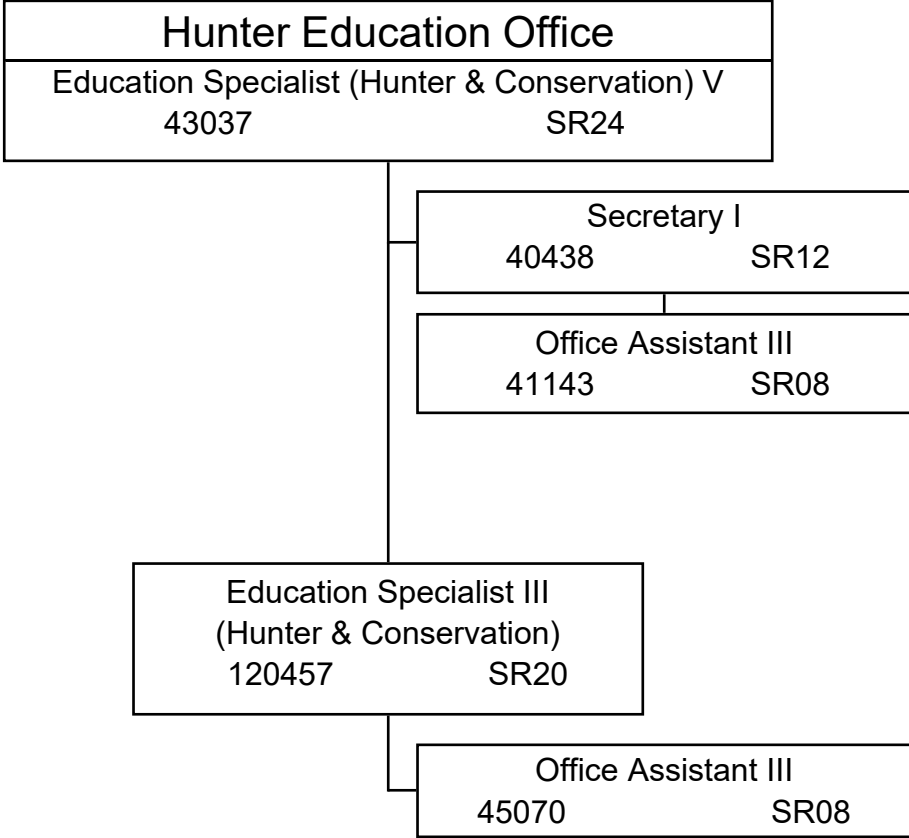 Hunter Education Office
Education Specialist (Hunter & Conservation) V
43037 SR24
Secretary I
40438 SR12
Office Assistant III
41143 SR08
Education Specialist III
(Hunter & Conservation)
120457 SR20
Office Assistant III
45070 SR08